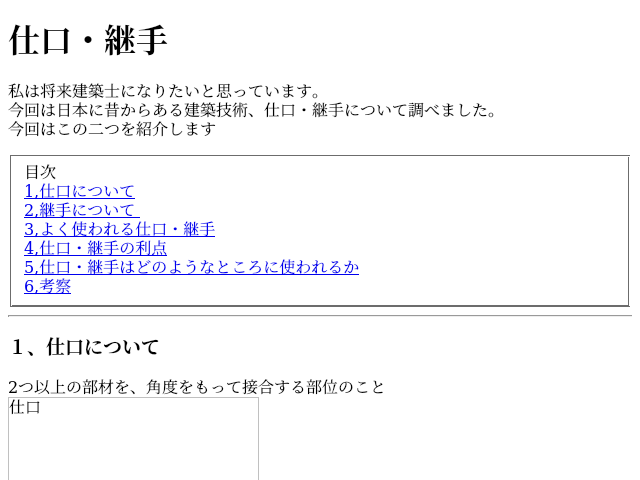 仕口・継手
私は将来建築士になりたいと思っています。
今回は日本に昔からある建築技術、仕口・継手について調べました。
今回はこの二つを紹介します
目次
1,仕口について
2,継手について
3,よく使われる仕口・継手
4,仕口・継手の利点
5,仕口・継手はどのようなところに使われるか
6,考察
１、仕口について
2つ以上の部材を、角度をもって接合する部位のこと
仕口